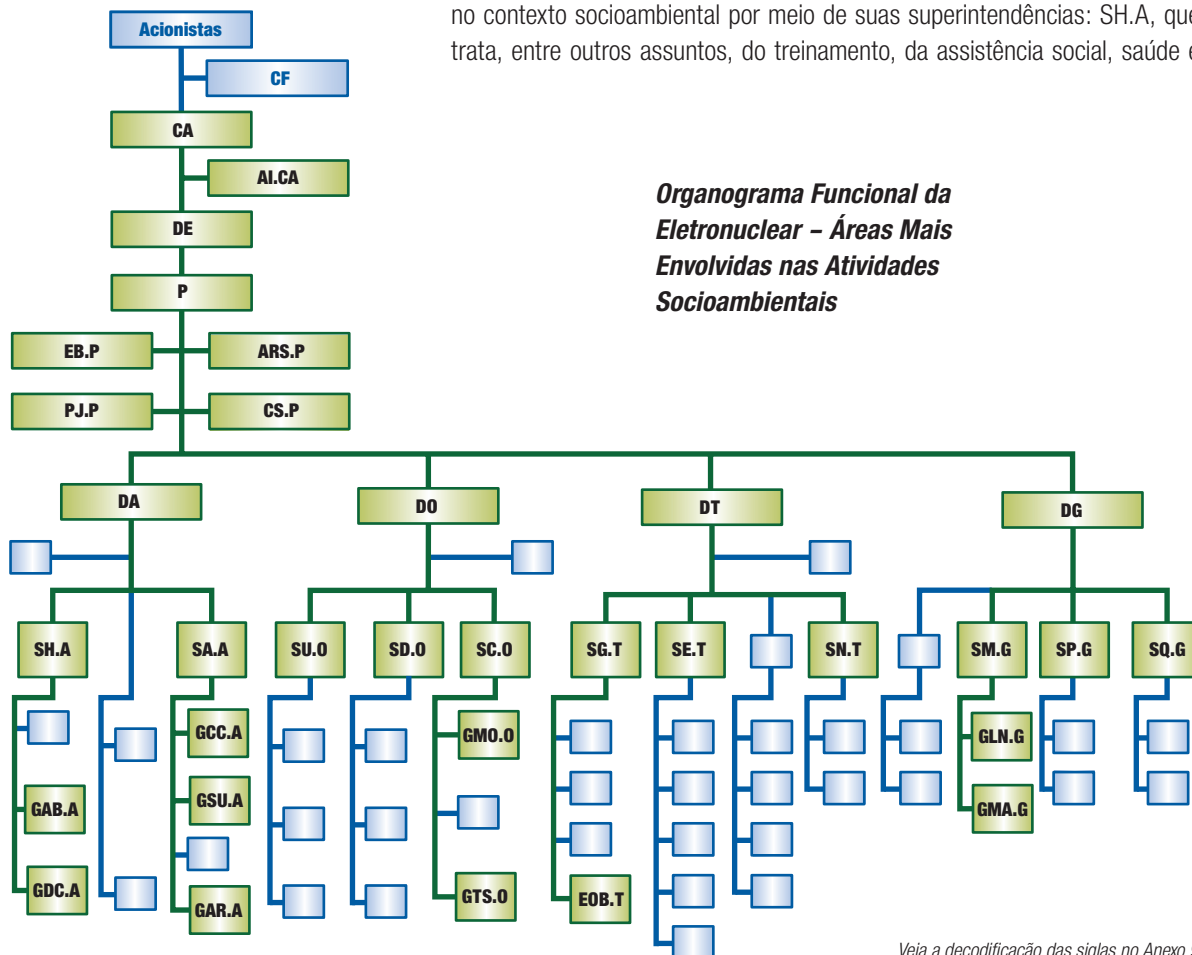 no contexto socioambiental por meio de suas superintendências: SH.A, que
trata, entre outros assuntos, do treinamento, da assistência social, saúde e
Acionistas
CF
CA
AI.CA
DE
P
EB.P
ARS.P
PJ.P
CS.P
Organograma Funcional da
Eletronuclear – Áreas Mais
Envolvidas nas Atividades
Socioambientais
DA
DO
DT
DG
SH.A
SA.A
SU.O
SD.O
SC.O
SG.T
SE.T
SN.T
SM.G
SP.G
SQ.G
GCC.A
GMO.O
GLN.G
GAB.A
GSU.A
GMA.G
GDC.A
GAR.A
GTS.O
EOB.T
Veja a decodificação das siglas no Anexo